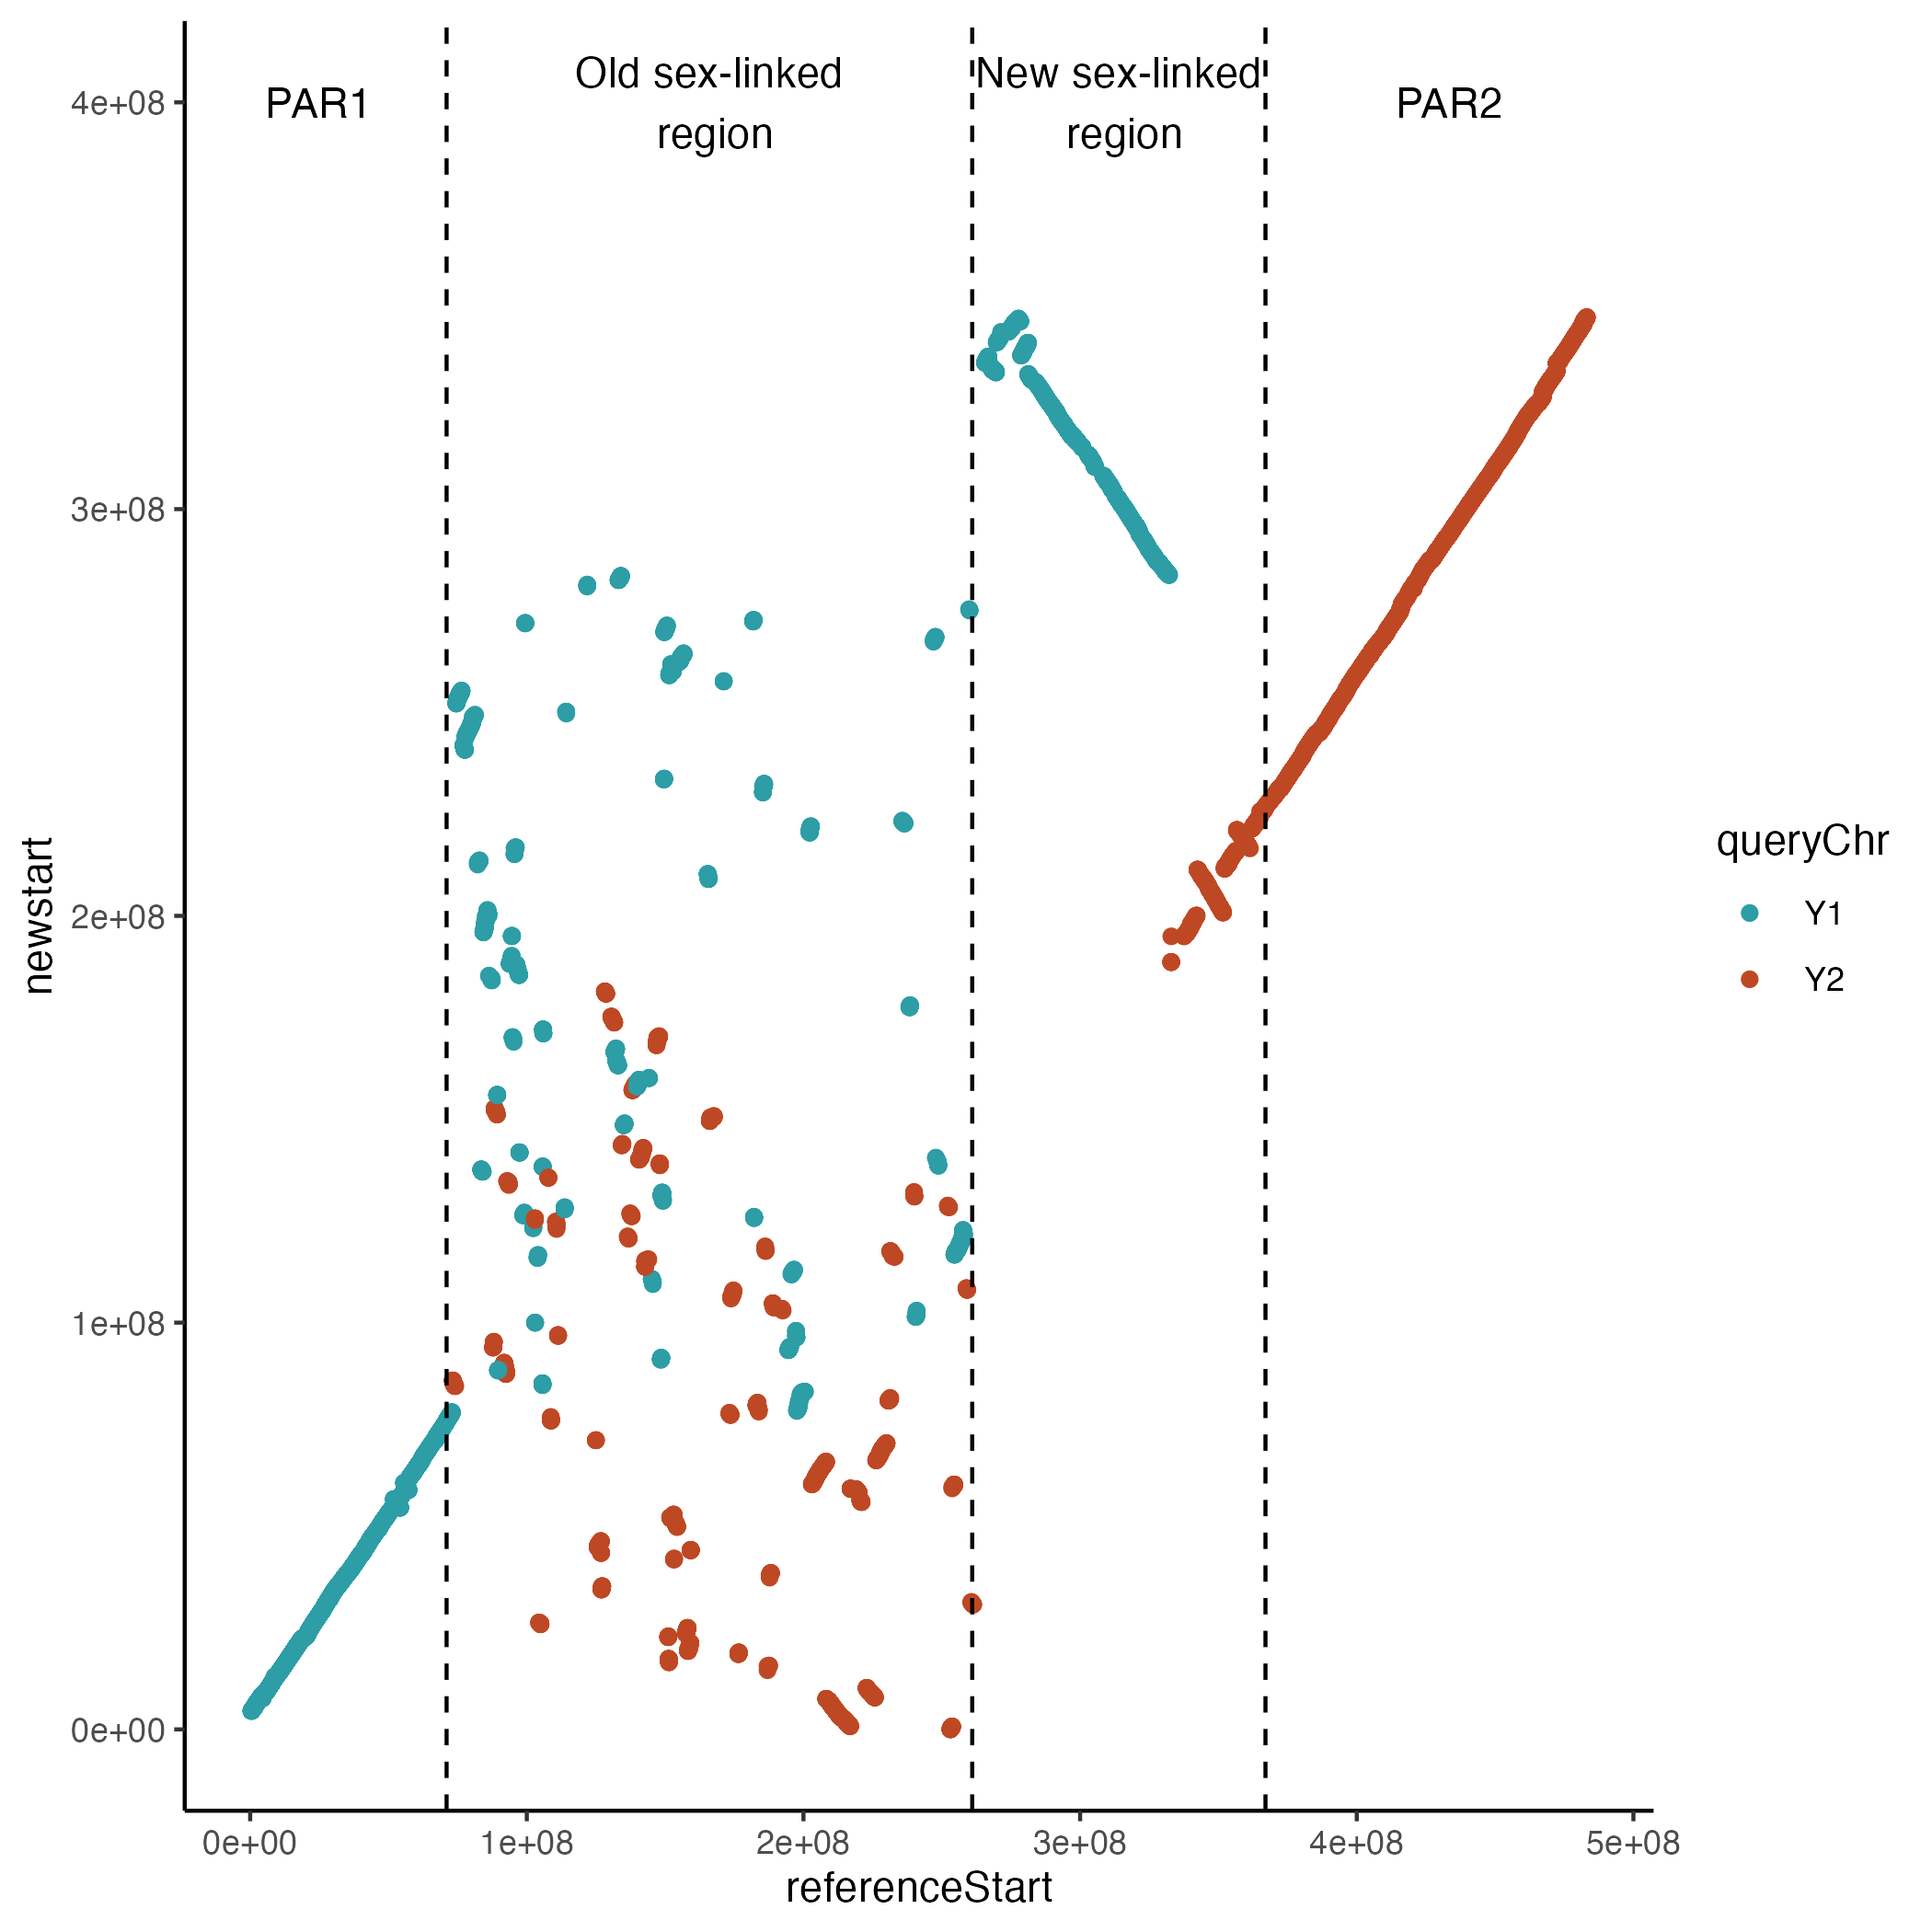 PAR1
Old sex-linked
region
New sex-linked
region
PAR2
4e+08
3e+08
2e+08
1e+08
0e+00
newstart
0e+00
1e+08
2e+08
3e+08
4e+08
5e+08
referenceStart
queryChr
Y1
Y2